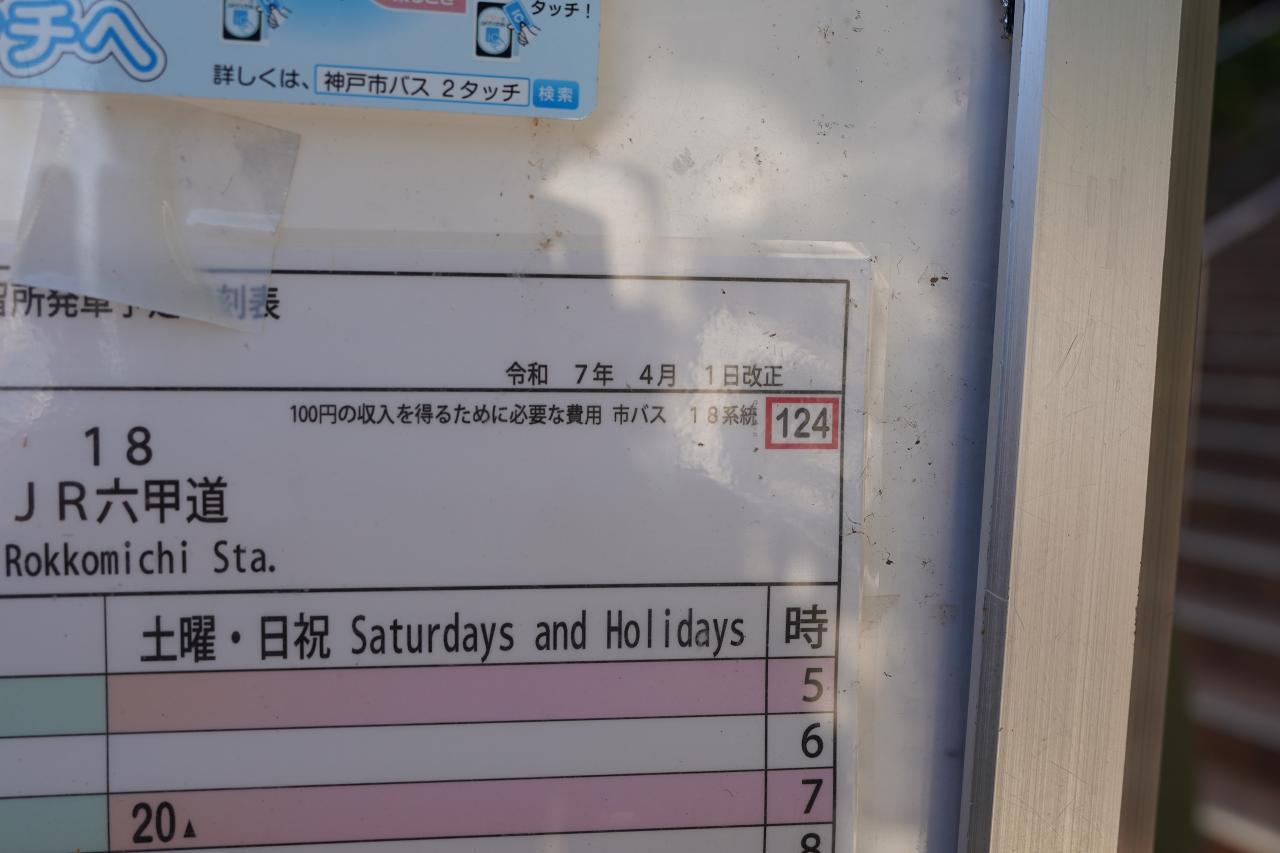 チへ
タッチ!
詳しくは、 神戸市バス 2タッチ 検索
所発車予定 刻表
令和 7年 4月 1日改正
100円の収入を得るために必要な費用 市バス 18系統 124
18
JR六甲道
Rokkomichi Sta.
土曜・日祝 Saturdays and Holidays 時
5
6
20▲ 7
8